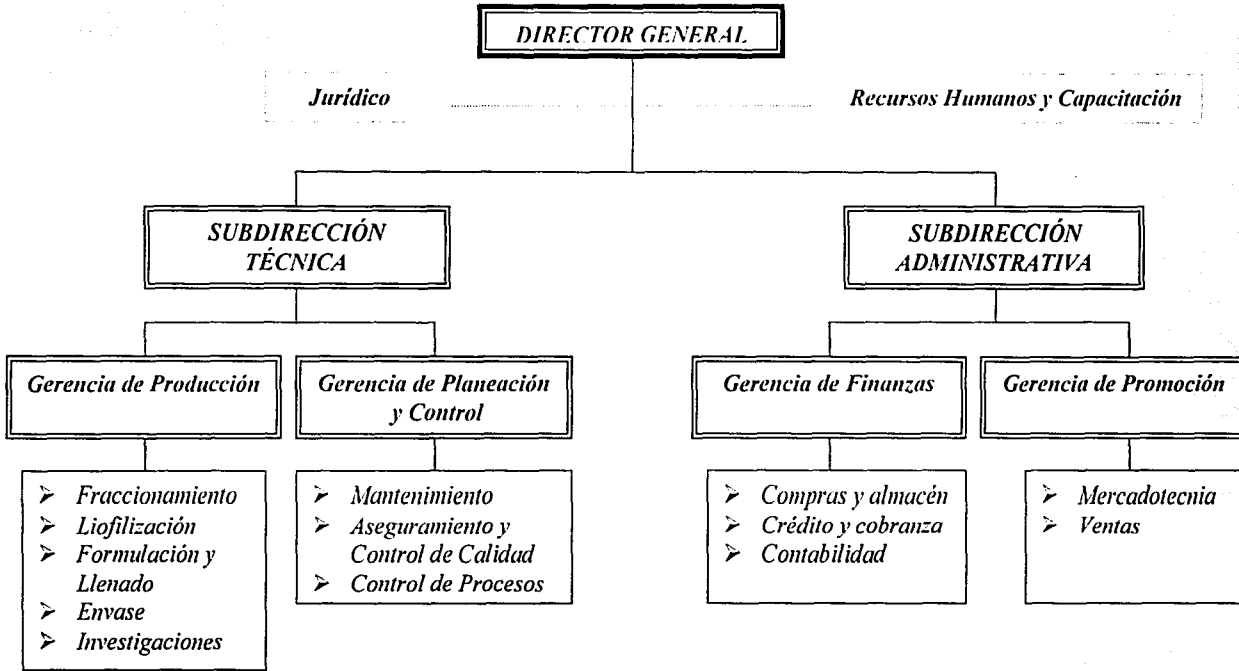 DIRECTOR GENERAL
Jurídico
Recursos Humanos y Capacitación
SUBDIRECCIÓN
TÉCNICA
SUBDIRECCIÓN
ADMINISTRATIVA
Gerencia de Producción
Gerencia de Planeación
y Control
Gerencia de Finanzas
Gerencia de Promoción
➢ Fraccionamiento
➢ Liofilización
➢ Formulación y
Llenado
➢ Envase
➢ Investigaciones
➢ Mantenimiento
➢ Aseguramiento y
Control de Calidad
➢ Control de Procesos
➢ Compras y almacén
➢ Crédito y cobranza
➢ Contabilidad
➢ Mercadotecnia
➢ Ventas